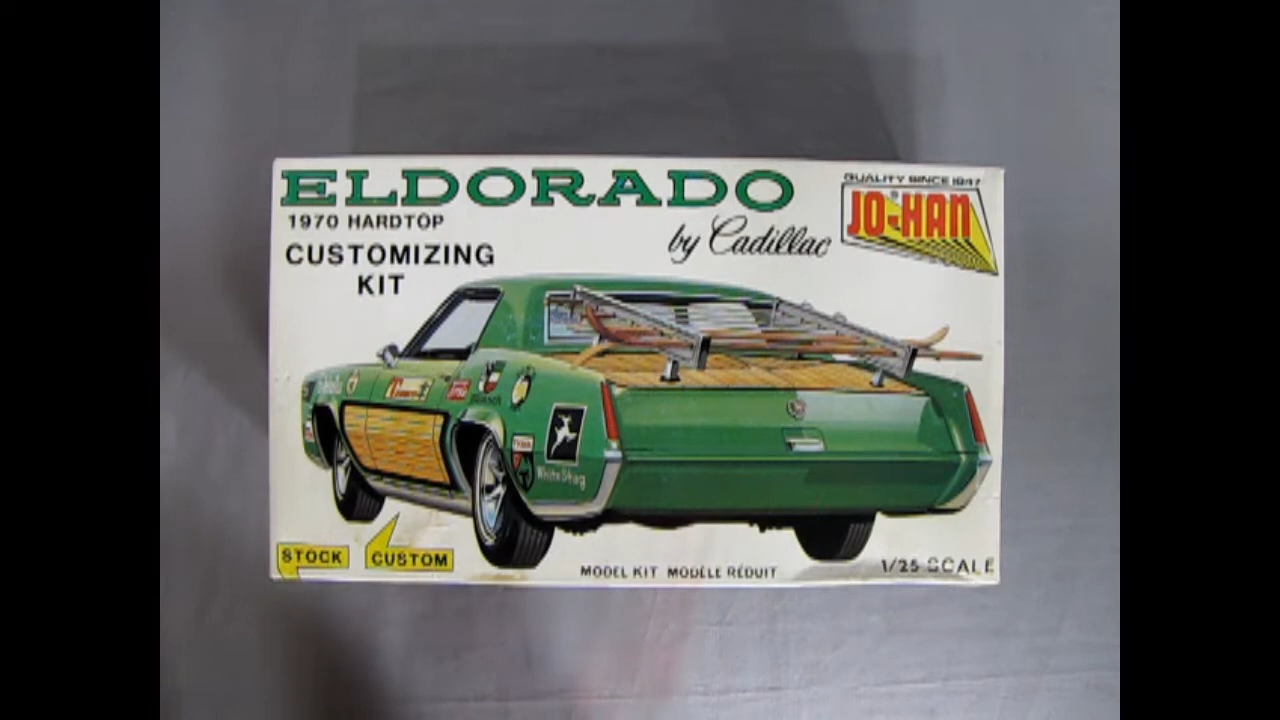 ELDORADO
1970 HARDTOP
CUSTOMIZING
KIT
by Cadillac
QUALITY SINCE 1947
JO-HAN
White Stag
STOCK
CUSTOM
MODEL KIT MODÈLE RÉDUIT
1/25 SCALE